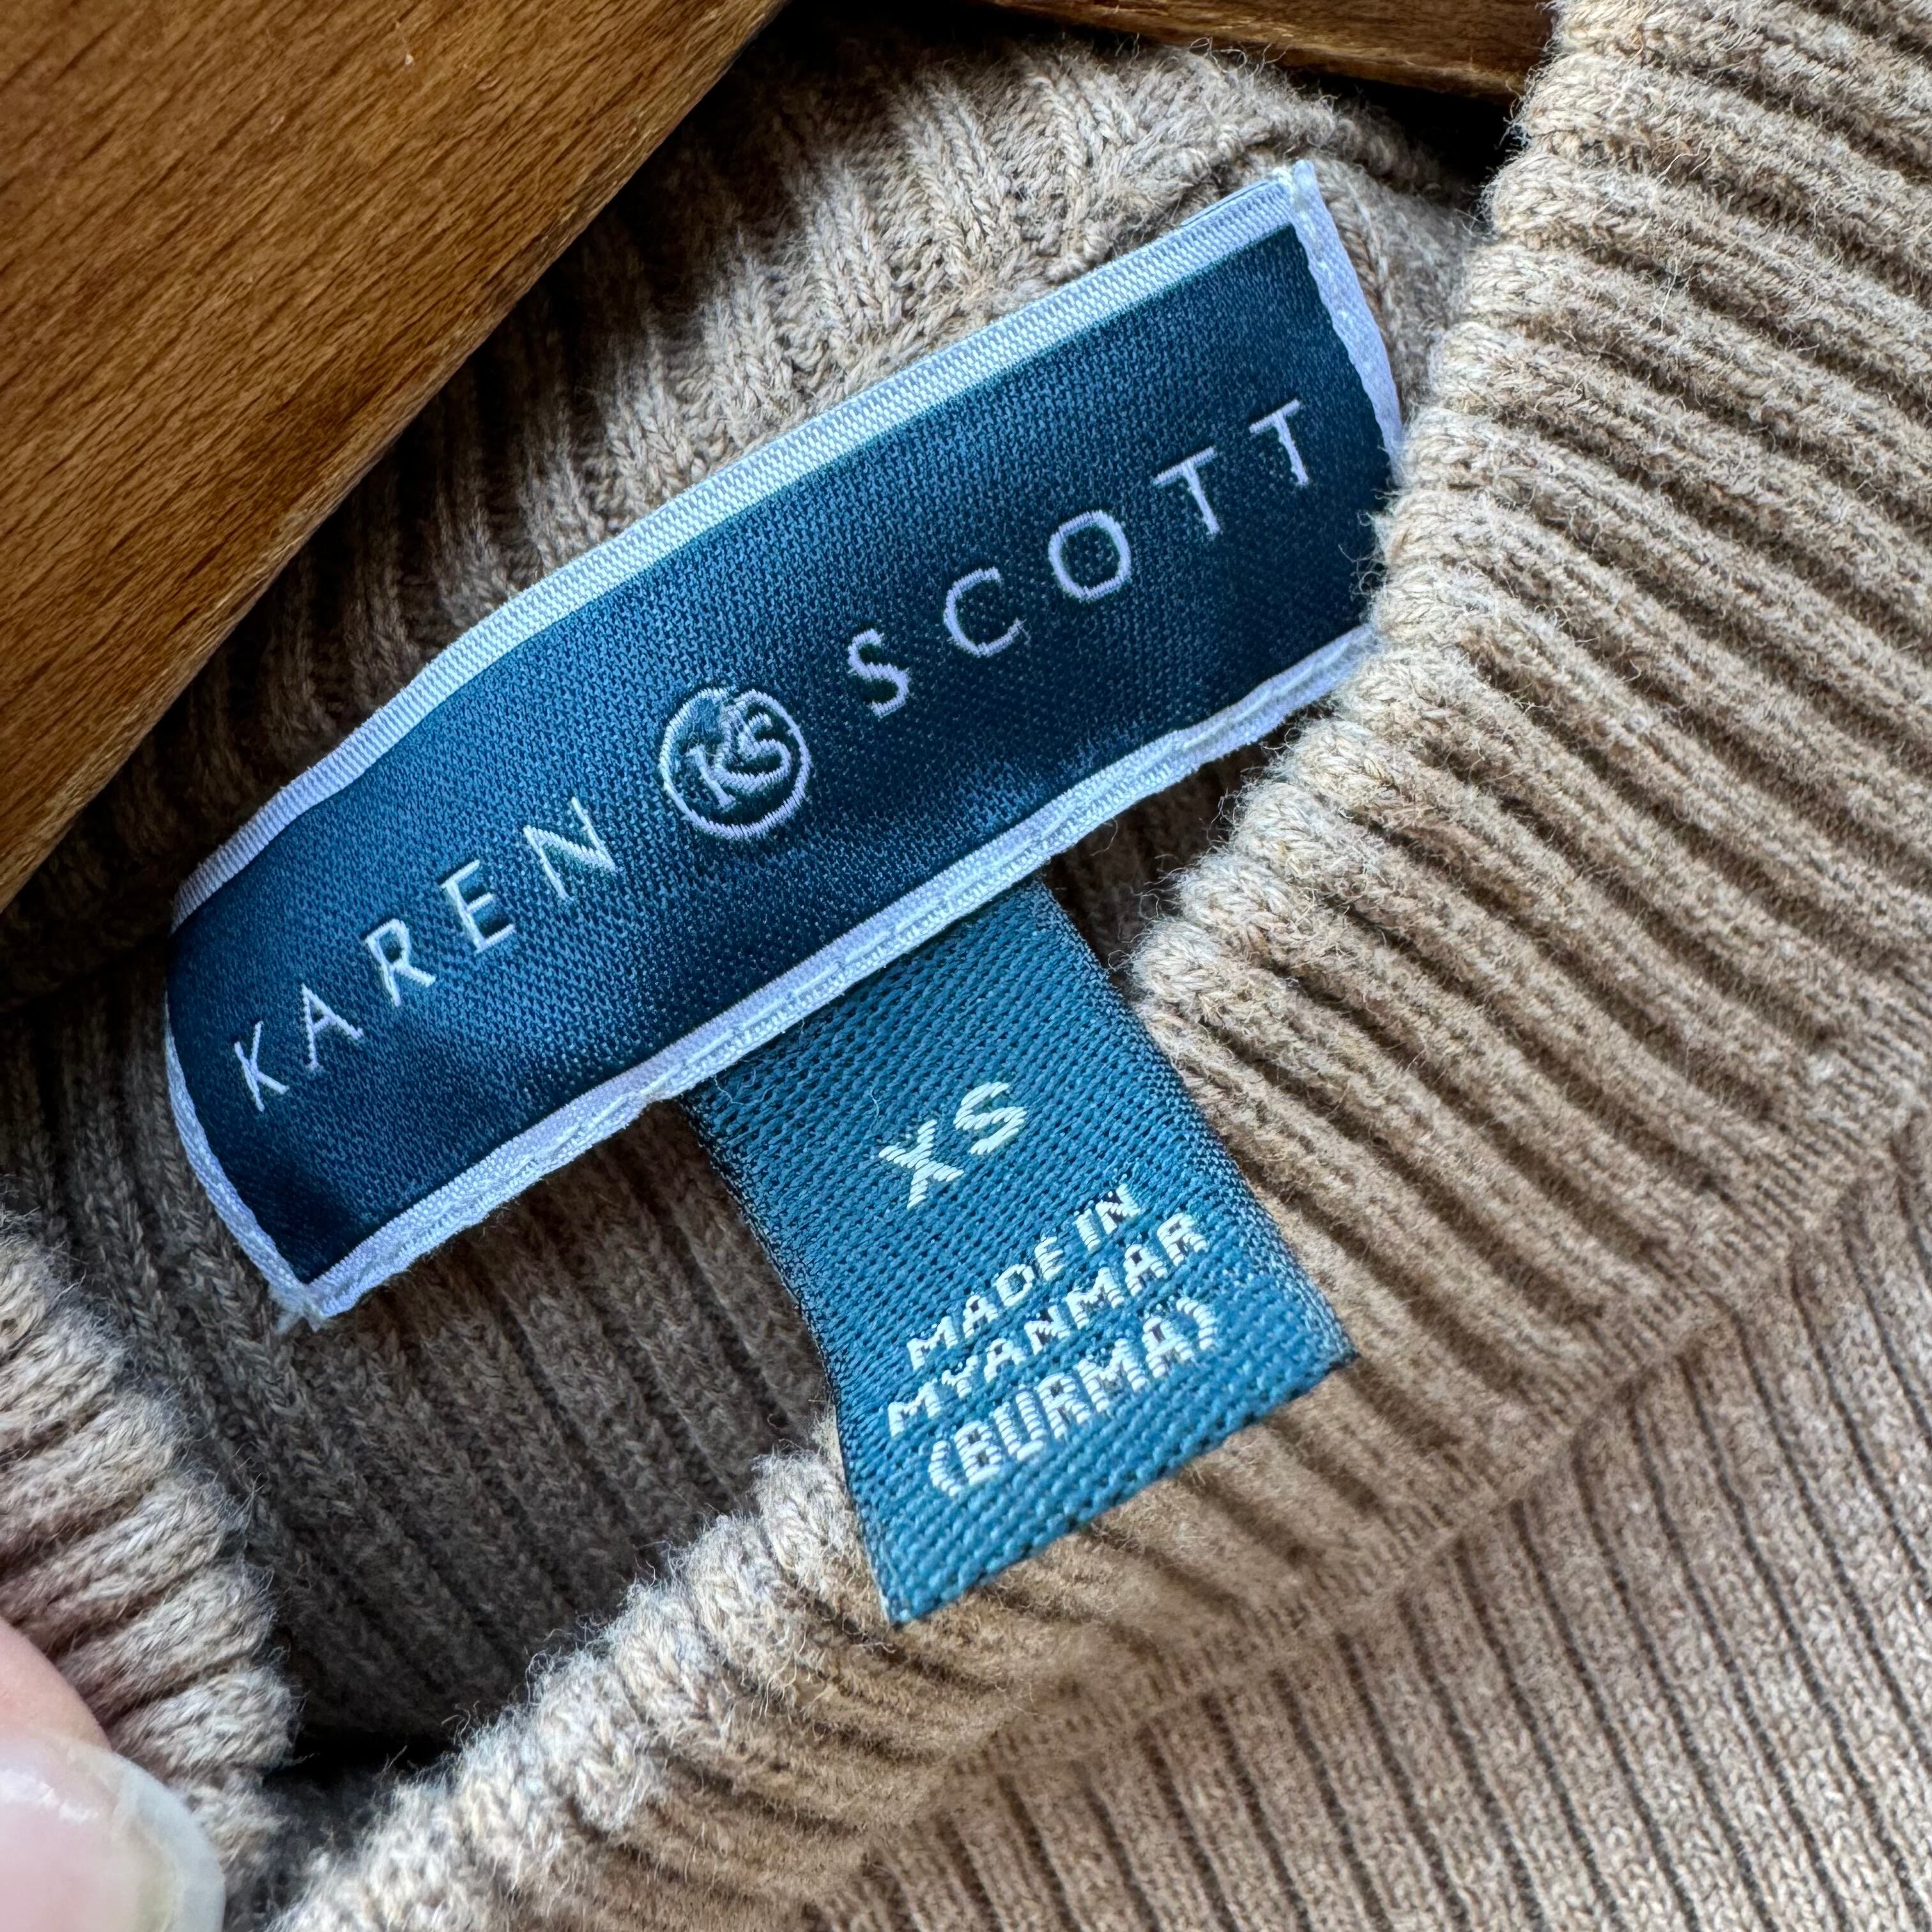 KAREN KS SCOTT
XS
MADE IN
MYANMAR
(BURMA)